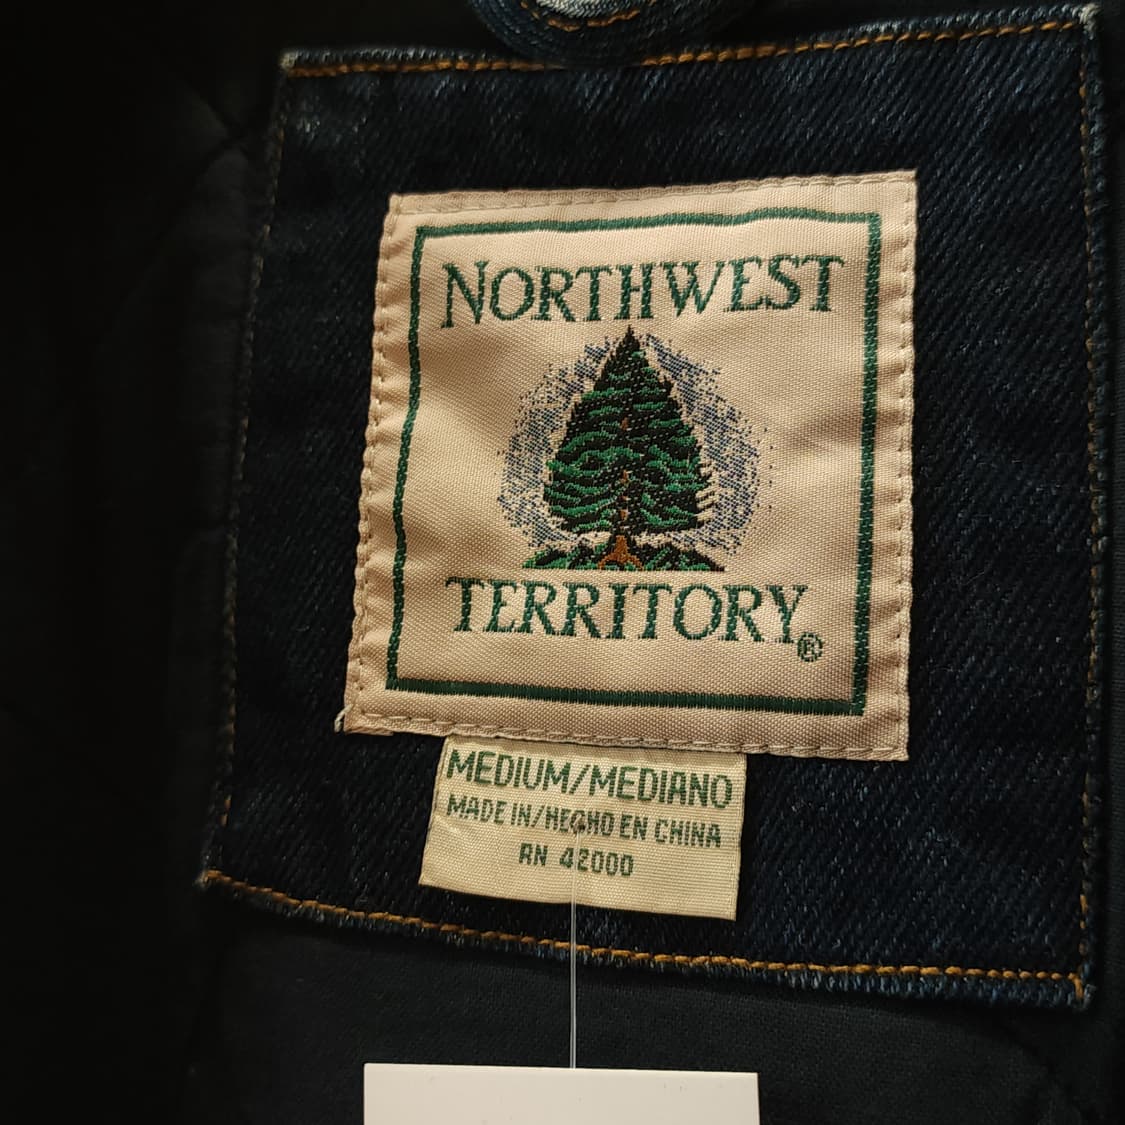 NORTHWEST
TERRITORY®
MEDIUM/MEDIANO
MADE IN/HECHO EN CHINA
RN 42000